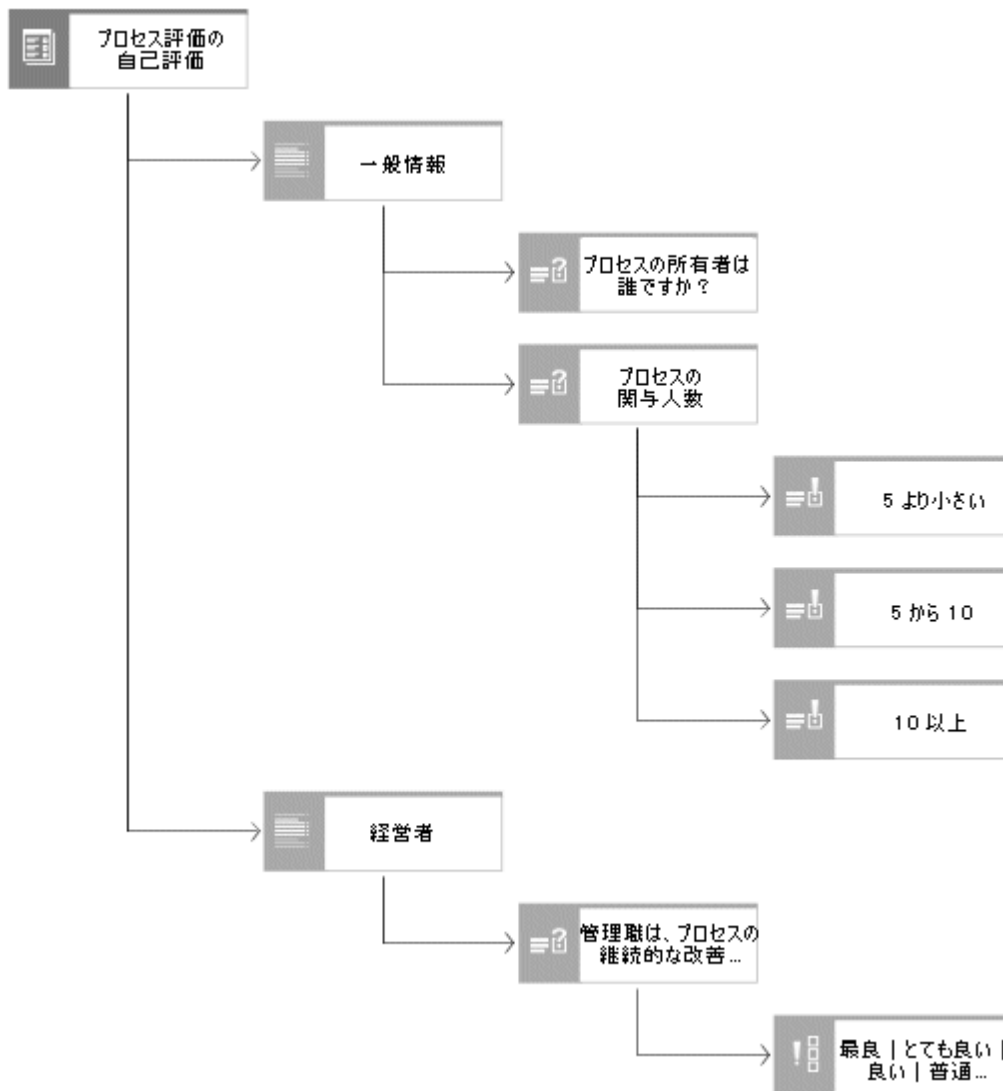 プロセス評価の
自己評価
一般情報
プロセスの所有者は
誰ですか？
プロセスの
関与人数
5 より小さい
5 から 10
10 以上
経営者
管理職は、プロセスの
継続的な改善...
最良 | とても良い |
良い | 普通...